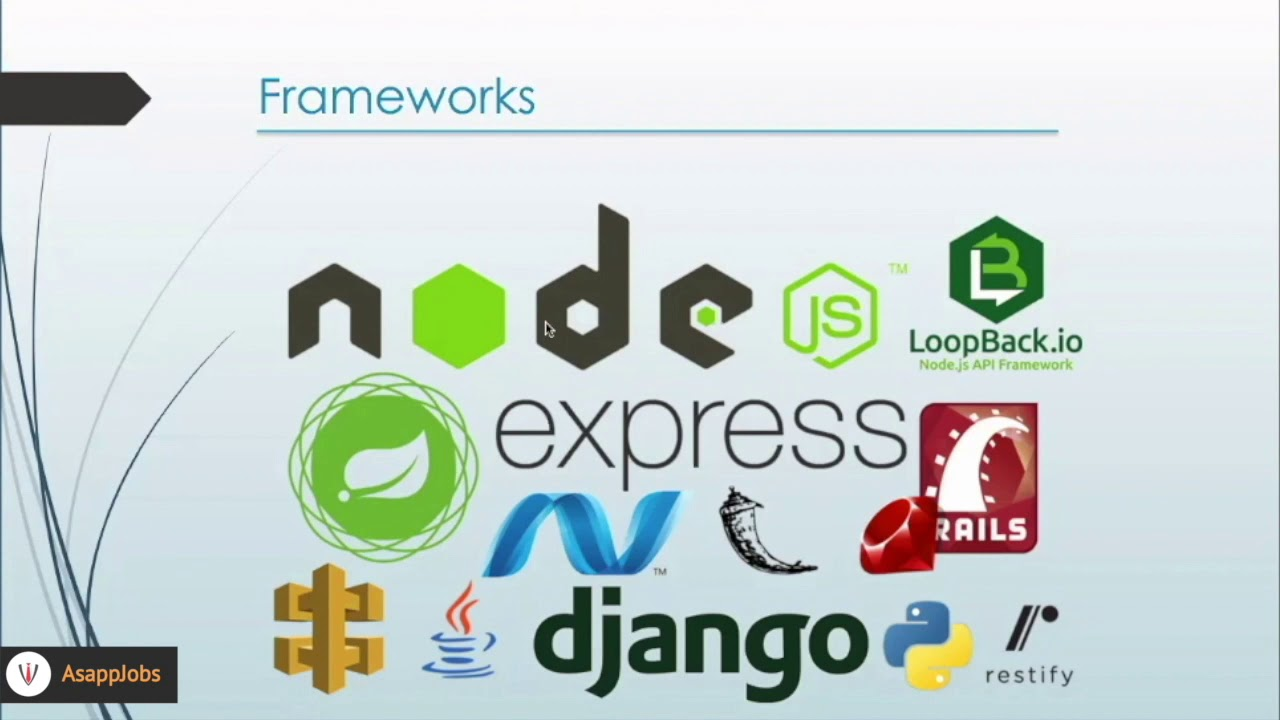 Frameworks
node JS ™
LoopBack.io
Node.js API Framework
express
RAILS
™
django
restify
AsappJobs